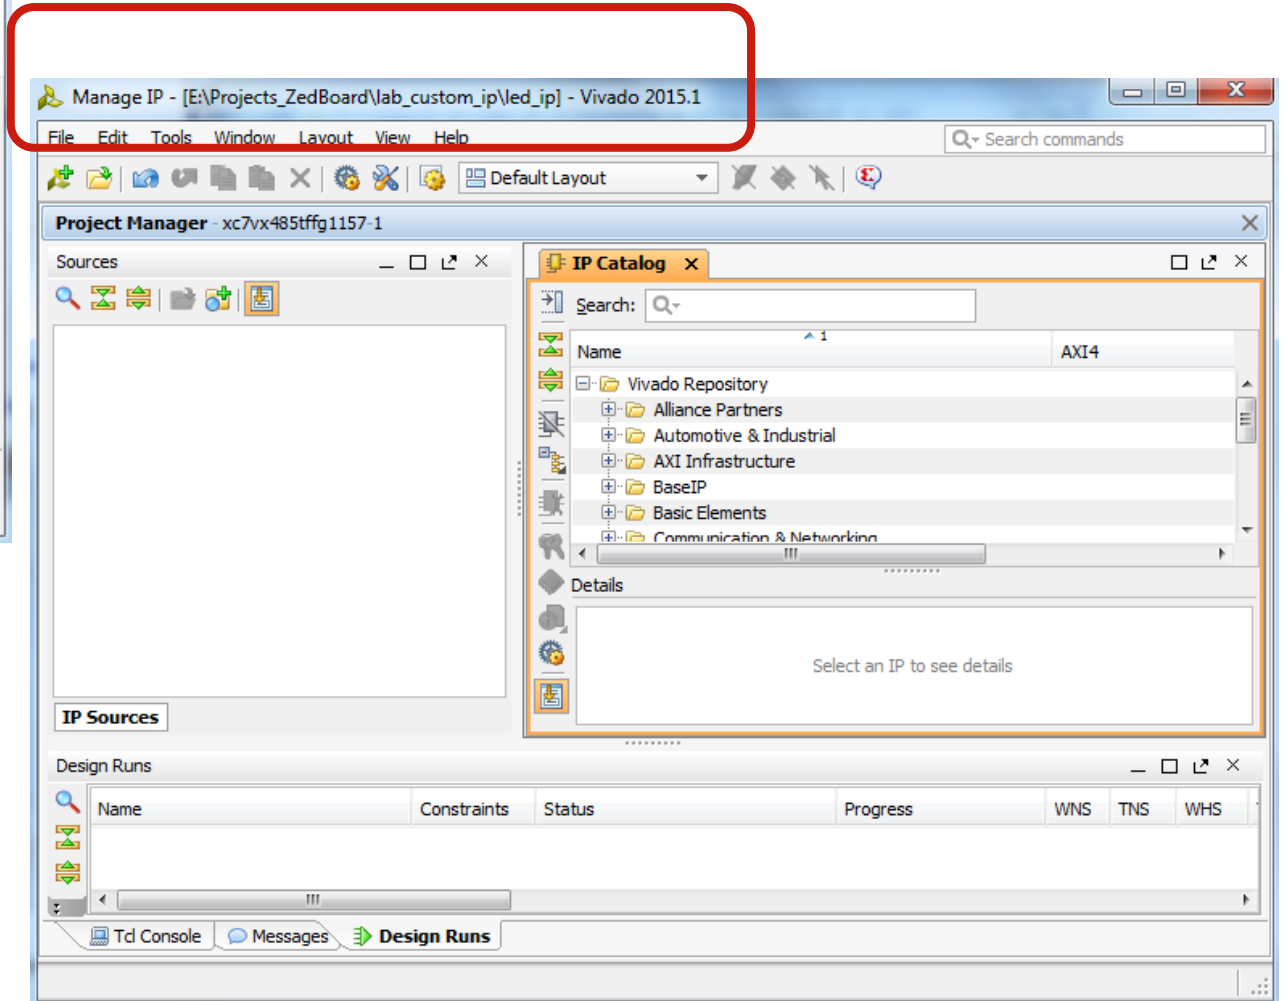 Manage IP - [E:\Projects_ZedBoard\lab_custom_ip\led_ip] - Vivado 2015.1
File Edit Tools Window Layout View Help
Search commands
Default Layout
Project Manager - xc7vx485tffg1157-1
Sources
IP Catalog
Search:
1
Name AXI4
Vivado Repository
Alliance Partners
Automotive & Industrial
AXI Infrastructure
BaseIP
Basic Elements
Communication & Networking
Details
Select an IP to see details
IP Sources
Design Runs
Name Constraints Status Progress WNS TNS WHS
Tcl Console Messages Design Runs